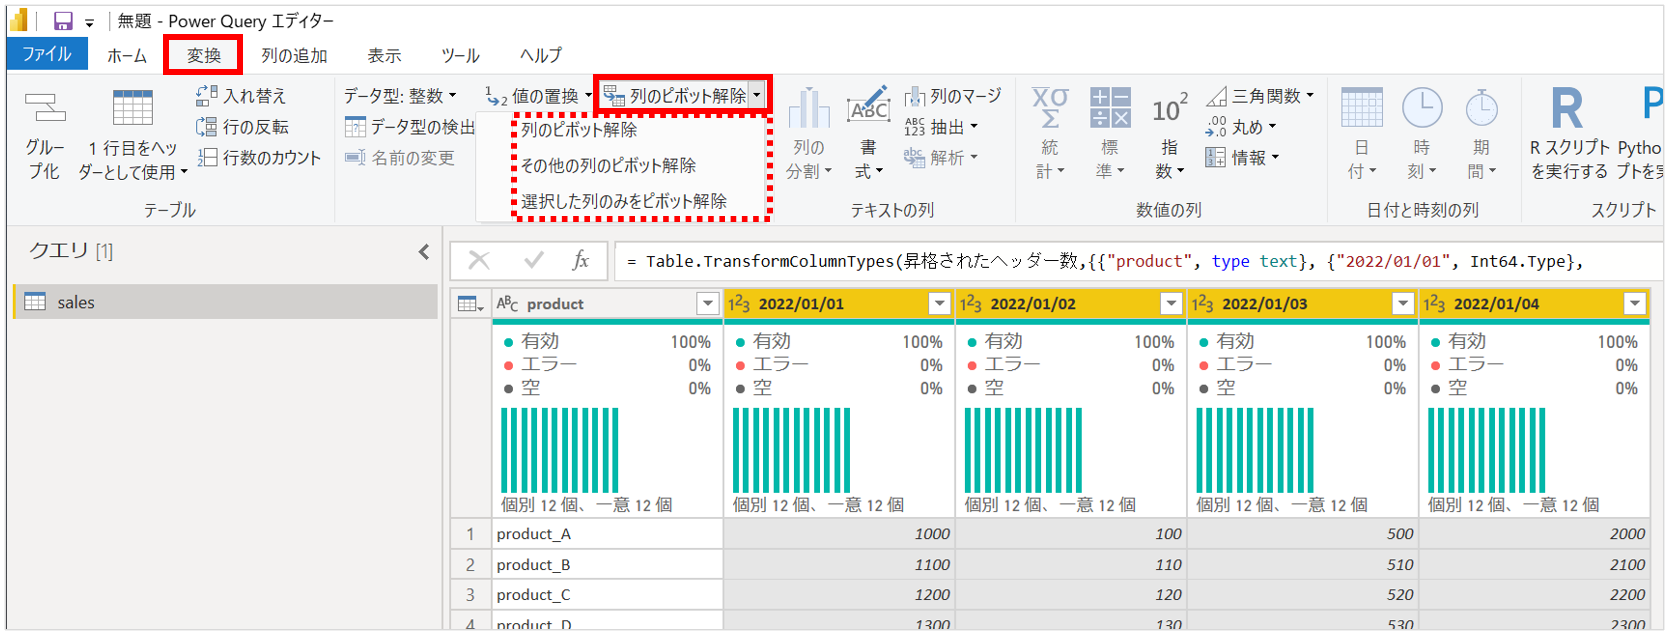 無題 - Power Query エディター
ファイル ホーム 変換 列の追加 表示 ツール ヘルプ
グループ化
1 行目をヘッダーとして使用
入れ替え
行の反転
行数のカウント
テーブル
データ型: 整数
データ型の検出
名前の変更
1→2 値の置換
列のピボット解除
列のピボット解除
その他の列のピボット解除
選択した列のみをピボット解除
列の分割
ABC
書式
列のマージ
ABC 123 抽出
abc 解析
テキストの列
Xσ Σ
統計
標準
10²
指数
三角関数
.00 .0 丸め
情報
数値の列
日付
時刻
期間
日付と時刻の列
R
R スクリプトを実行する
スクリプト
クエリ [1]
sales
fx
= Table.TransformColumnTypes(昇格されたヘッダー数,{{"product", type text}, {"2022/01/01", Int64.Type},
ABC product 123 2022/01/01 123 2022/01/02 123 2022/01/03 123 2022/01/04
有効 100% 有効 100% 有効 100% 有効 100% 有効 100%
エラー 0% エラー 0% エラー 0% エラー 0% エラー 0%
空 0% 空 0% 空 0% 空 0% 空 0%
個別 12 個、一意 12 個 個別 12 個、一意 12 個 個別 12 個、一意 12 個 個別 12 個、一意 12 個 個別 12 個、一意 12 個
1 product_A 1000 100 500 2000
2 product_B 1100 110 510 2100
3 product_C 1200 120 520 2200
4 product_D 1300 130 530 2300